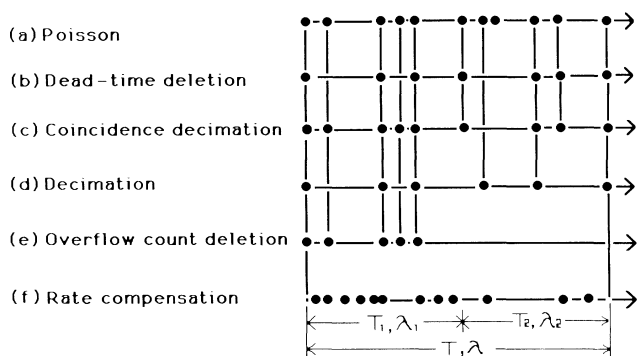 (a) Poisson
(b) Dead-time deletion
(c) Coincidence decimation
(d) Decimation
(e) Overflow count deletion
(f) Rate compensation
T₁, λ₁
T₂, λ₂
T, λ